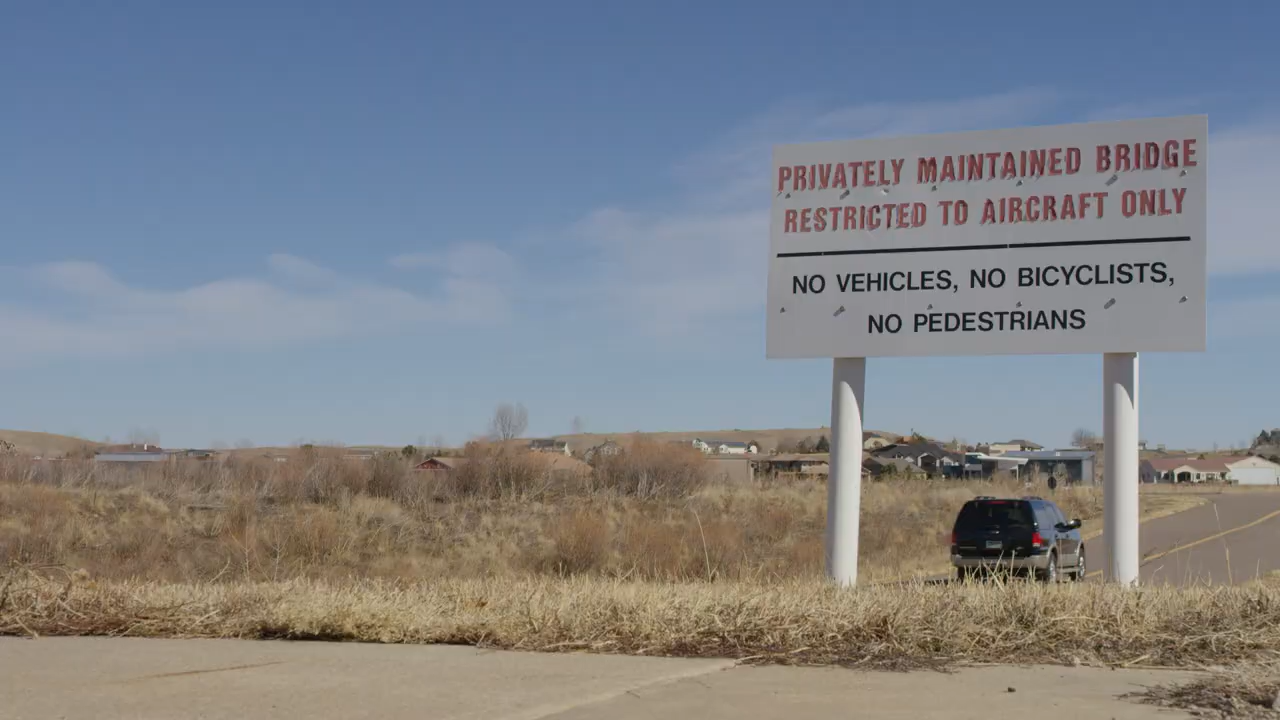 PRIVATELY MAINTAINED BRIDGE
RESTRICTED TO AIRCRAFT ONLY
NO VEHICLES, NO BICYCLISTS,
NO PEDESTRIANS